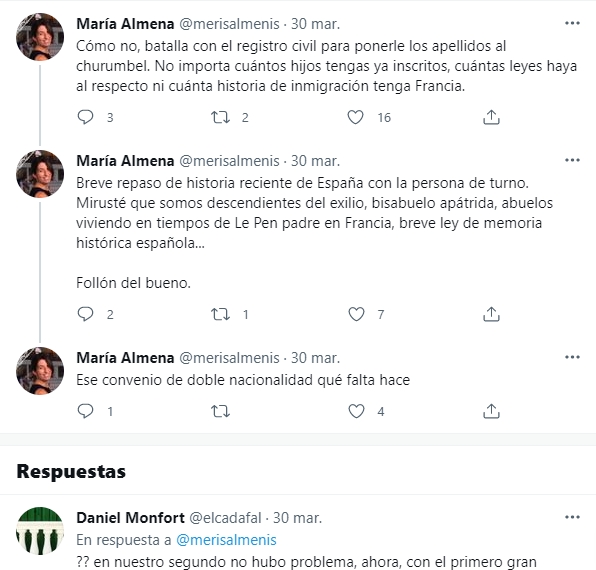 María Almena @merisalmenis · 30 mar.
Cómo no, batalla con el registro civil para ponerle los apellidos al
churumbel. No importa cuántos hijos tengas ya inscritos, cuántas leyes haya
al respecto ni cuánta historia de inmigración tenga Francia.
3 2 16
María Almena @merisalmenis · 30 mar.
Breve repaso de historia reciente de España con la persona de turno.
Mirusté que somos descendientes del exilio, bisabuelo apátrida, abuelos
viviendo en tiempos de Le Pen padre en Francia, breve ley de memoria
histórica española...
Follón del bueno.
2 1 7
María Almena @merisalmenis · 30 mar.
Ese convenio de doble nacionalidad qué falta hace
1 4
Respuestas
Daniel Monfort @elcadafal · 30 mar.
En respuesta a @merisalmenis
?? en nuestro segundo no hubo problema, ahora, con el primero gran